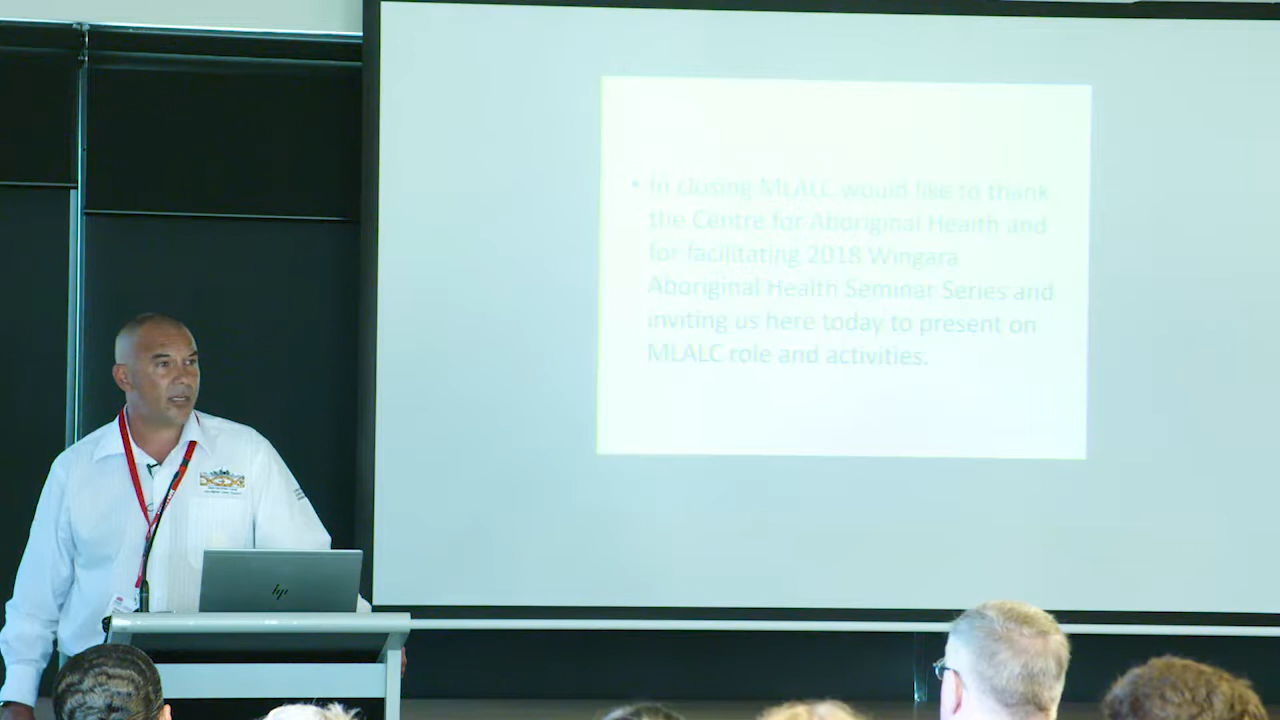 • In closing MLALC would like to thank
the Centre for Aboriginal Health and
for facilitating 2018 Wingara
Aboriginal Health Seminar Series and
inviting us here today to present on
MLALC role and activities.
hp